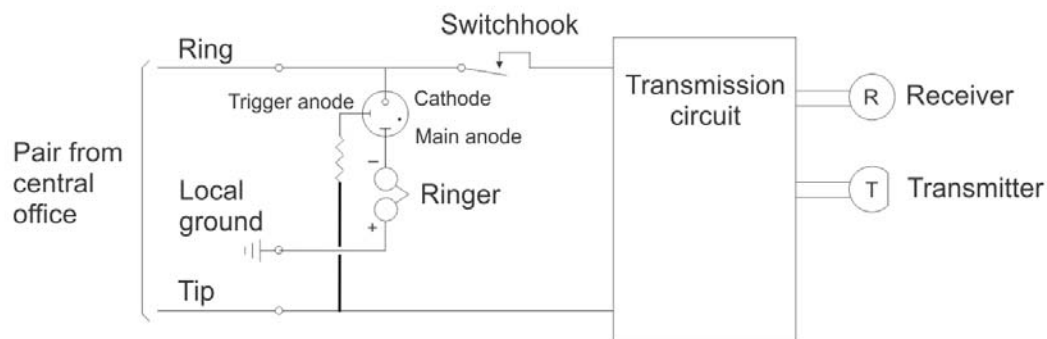 Switchhook
Ring
Trigger anode
Cathode
Main anode
Transmission
circuit
R
Receiver
Pair from
central
office
−
Ringer
T
Transmitter
Local
ground
+
Tip